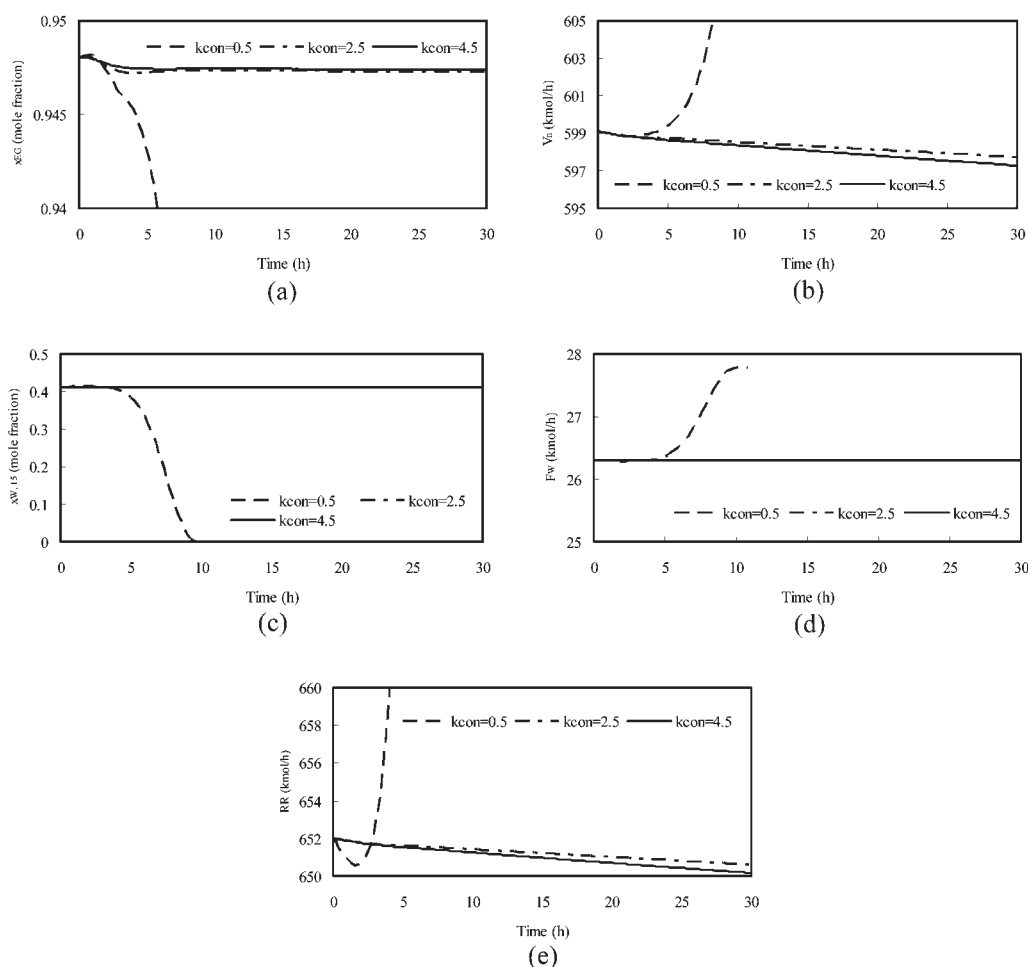 0.95
kcon=0.5 kcon=2.5 kcon=4.5
0.945
0.94
xEG (mole fraction)
0 5 10 15 20 25 30
Time (h)
(a)
605
603
601
599
597
595
Vn (kmol/h)
kcon=0.5 kcon=2.5 kcon=4.5
0 5 10 15 20 25 30
Time (h)
(b)
0.5
0.4
0.3
0.2
0.1
0
xW,15 (mole fraction)
kcon=0.5 kcon=2.5
kcon=4.5
0 5 10 15 20 25 30
Time (h)
(c)
28
27
26
25
FW (kmol/h)
kcon=0.5 kcon=2.5 kcon=4.5
0 5 10 15 20 25 30
Time (h)
(d)
660
658
656
654
652
650
RR (kmol/h)
kcon=0.5 kcon=2.5 kcon=4.5
0 5 10 15 20 25 30
Time (h)
(e)